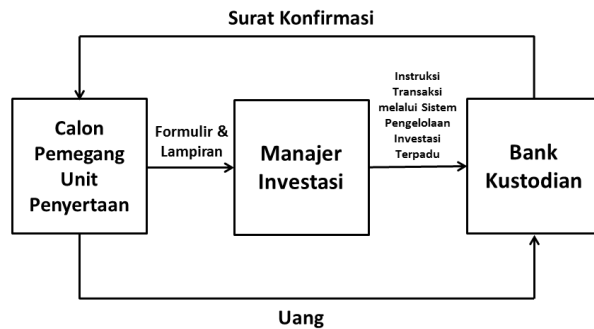 Surat Konfirmasi
Calon
Pemegang
Unit
Penyertaan
Formulir &
Lampiran
Manajer
Investasi
Instruksi
Transaksi
melalui Sistem
Pengelolaan
Investasi
Terpadu
Bank
Kustodian
Uang